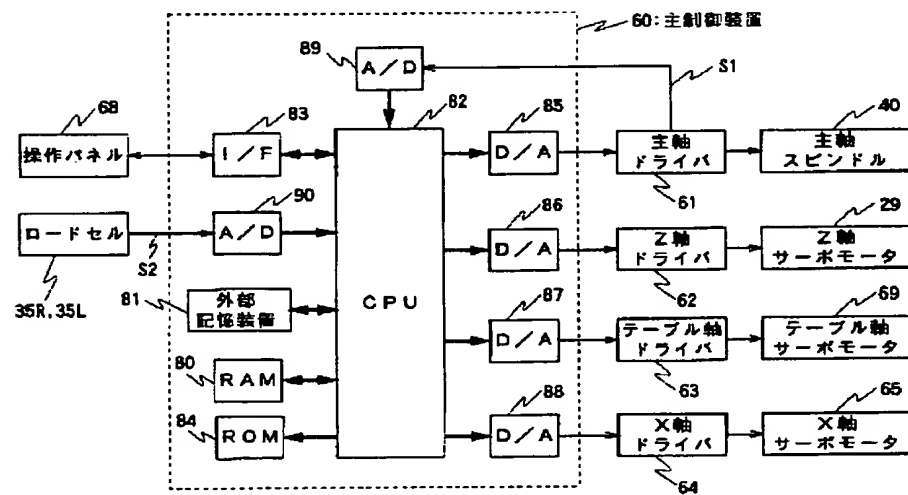 60:主制御装置
89
A/D
S1
68
83
82
85
40
操作パネル
I/F
D/A
主軸
ドライバ
主軸
スピンドル
90
61
86
29
ロードセル
A/D
D/A
Z軸
ドライバ
Z軸
サーボモータ
S2
35R,35L
62
81
外部
記憶装置
CPU
87
69
D/A
テーブル軸
ドライバ
テーブル軸
サーボモータ
80
RAM
63
88
65
84
ROM
D/A
X軸
ドライバ
X軸
サーボモータ
64